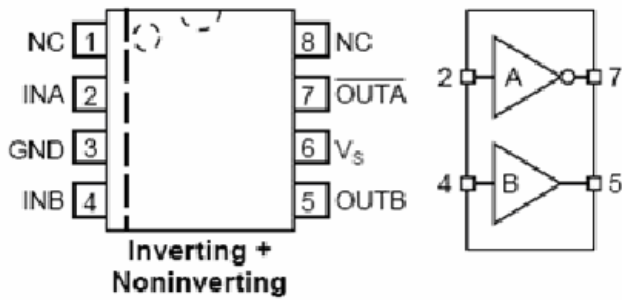 NC 1 8 NC
INA 2 7 OUTA
GND 3 6 VS
INB 4 5 OUTB
Inverting +
Noninverting
2 A 7
4 B 5